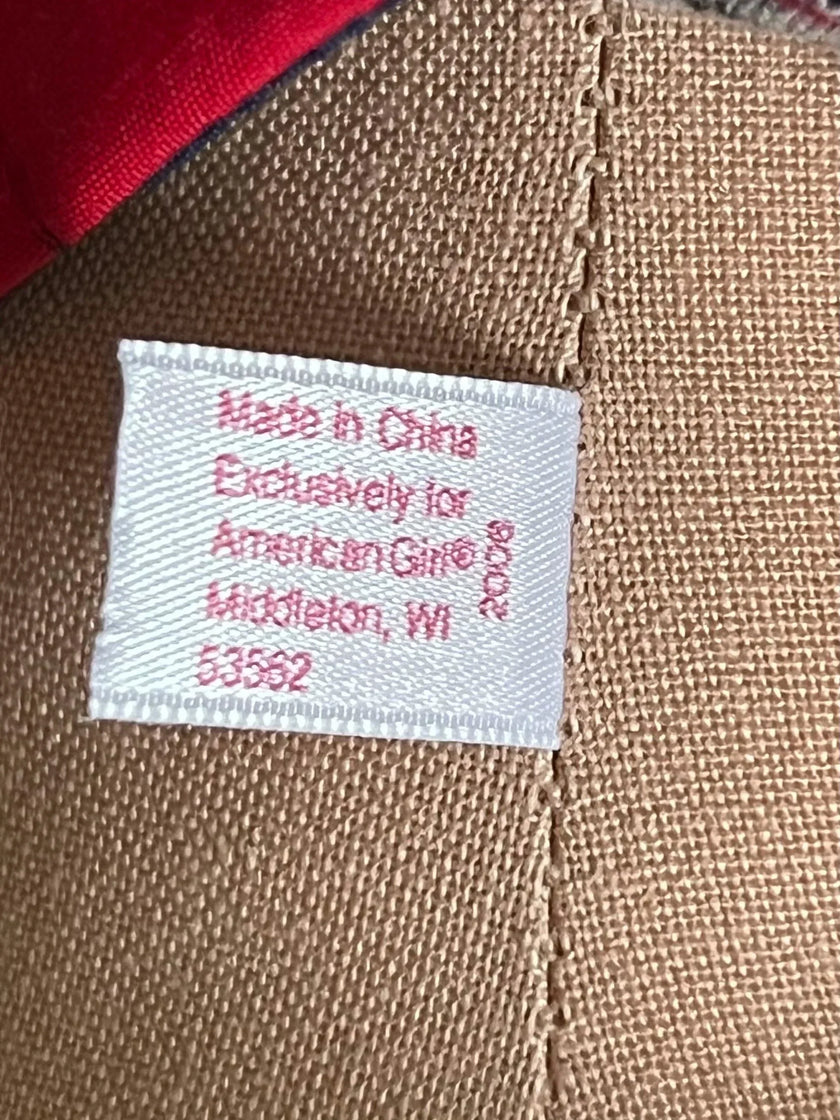 Made in China
Exclusively for
American Girl®
Middleton, WI
53562
2006